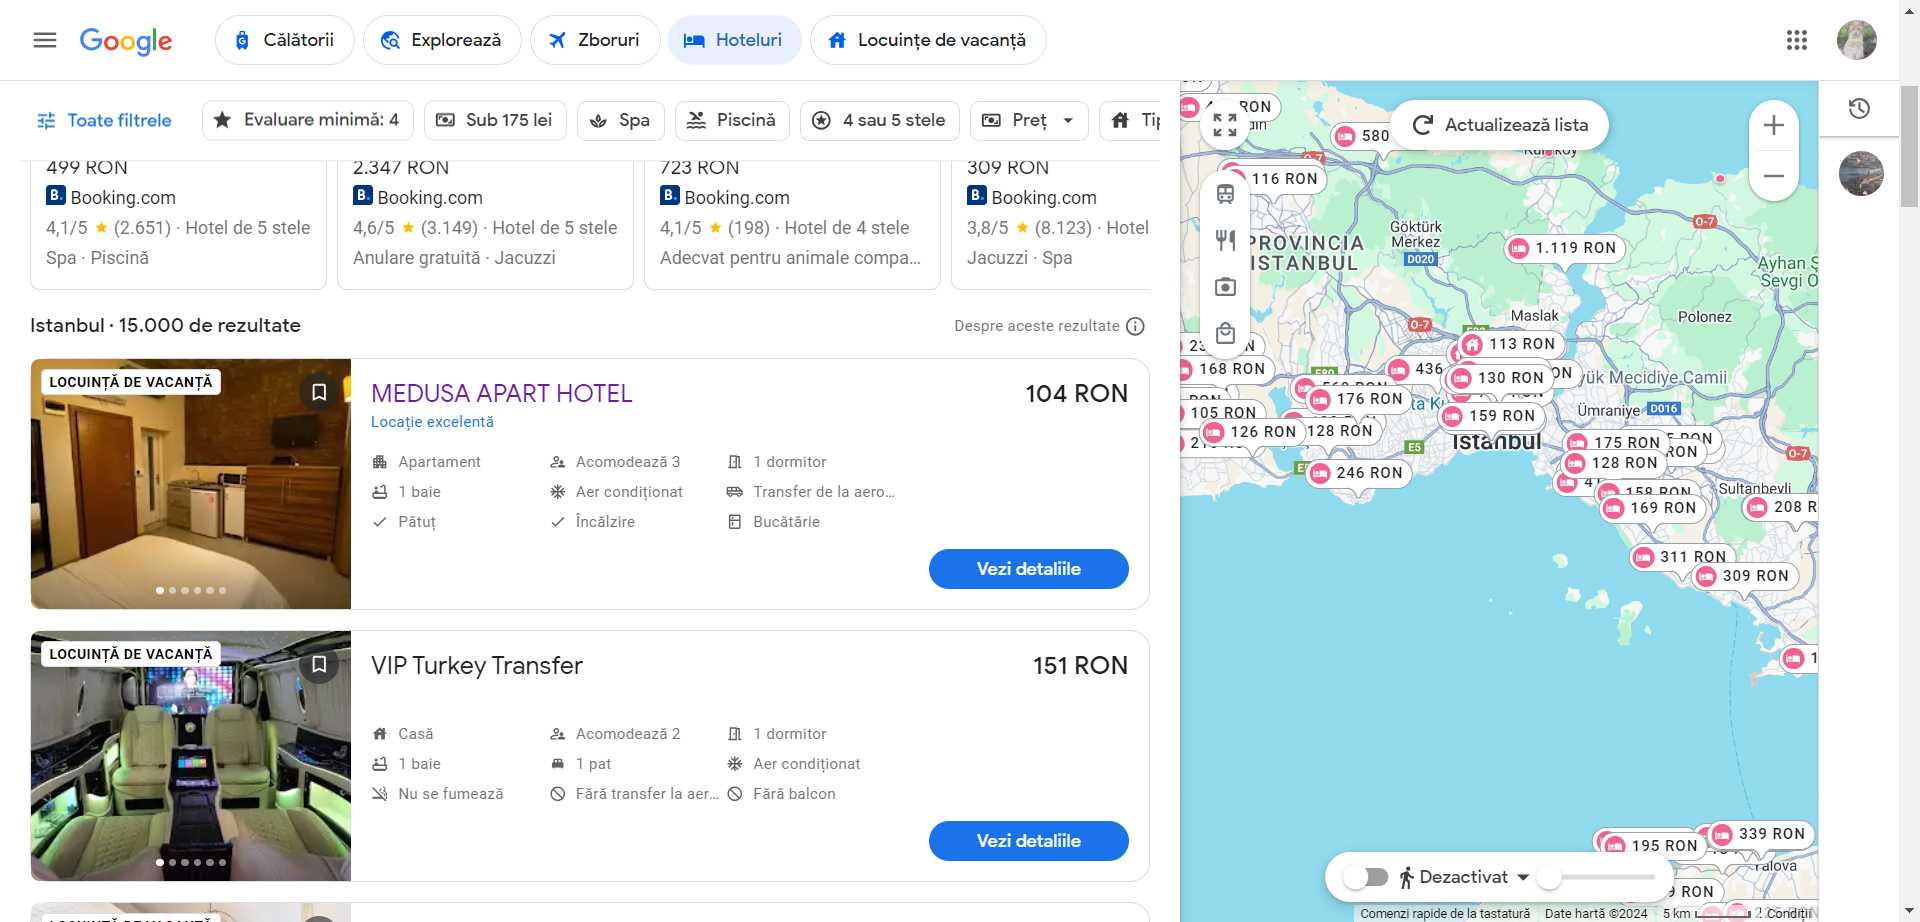 Google
Călătorii
Explorează
Zboruri
Hoteluri
Locuințe de vacanță
Toate filtrele
Evaluare minimă: 4
Sub 175 lei
Spa
Piscină
4 sau 5 stele
Preț
499 RON
B. Booking.com
4,1/5 ★ (2.651) · Hotel de 5 stele
Spa · Piscină
2.347 RON
B. Booking.com
4,6/5 ★ (3.149) · Hotel de 5 stele
Anulare gratuită · Jacuzzi
723 RON
B. Booking.com
4,1/5 ★ (198) · Hotel de 4 stele
Adecvat pentru animale compa...
309 RON
B. Booking.com
3,8/5 ★ (8.123) · Hotel
Jacuzzi · Spa
Istanbul · 15.000 de rezultate
Despre aceste rezultate
LOCUINȚĂ DE VACANȚĂ
MEDUSA APART HOTEL
104 RON
Locație excelentă
Apartament
Acomodează 3
1 dormitor
1 baie
Aer condiționat
Transfer de la aero...
Pătuț
Încălzire
Bucătărie
Vezi detaliile
LOCUINȚĂ DE VACANȚĂ
VIP Turkey Transfer
151 RON
Casă
Acomodează 2
1 dormitor
1 baie
1 pat
Aer condiționat
Nu se fumează
Fără transfer la aer...
Fără balcon
Vezi detaliile
Actualizează lista
580
116 RON
O-7
Göktürk
Merkez
D020
PROVINCIA
ISTANBUL
1.119 RON
O-7
Maslak
Polonez
O-7
113 RON
168 RON
E80
436
130 RON
176 RON
105 RON
159 RON
Ümraniye
D016
126 RON
128 RON
E5
Istanbul
175 RON
128 RON
O-7
246 RON
158 RON
Sultanbeyli
169 RON
208 R
311 RON
309 RON
339 RON
195 RON
Yalova
Dezactivat
Comenzi rapide de la tastatură
Date hartă ©2024
5 km
Condiții